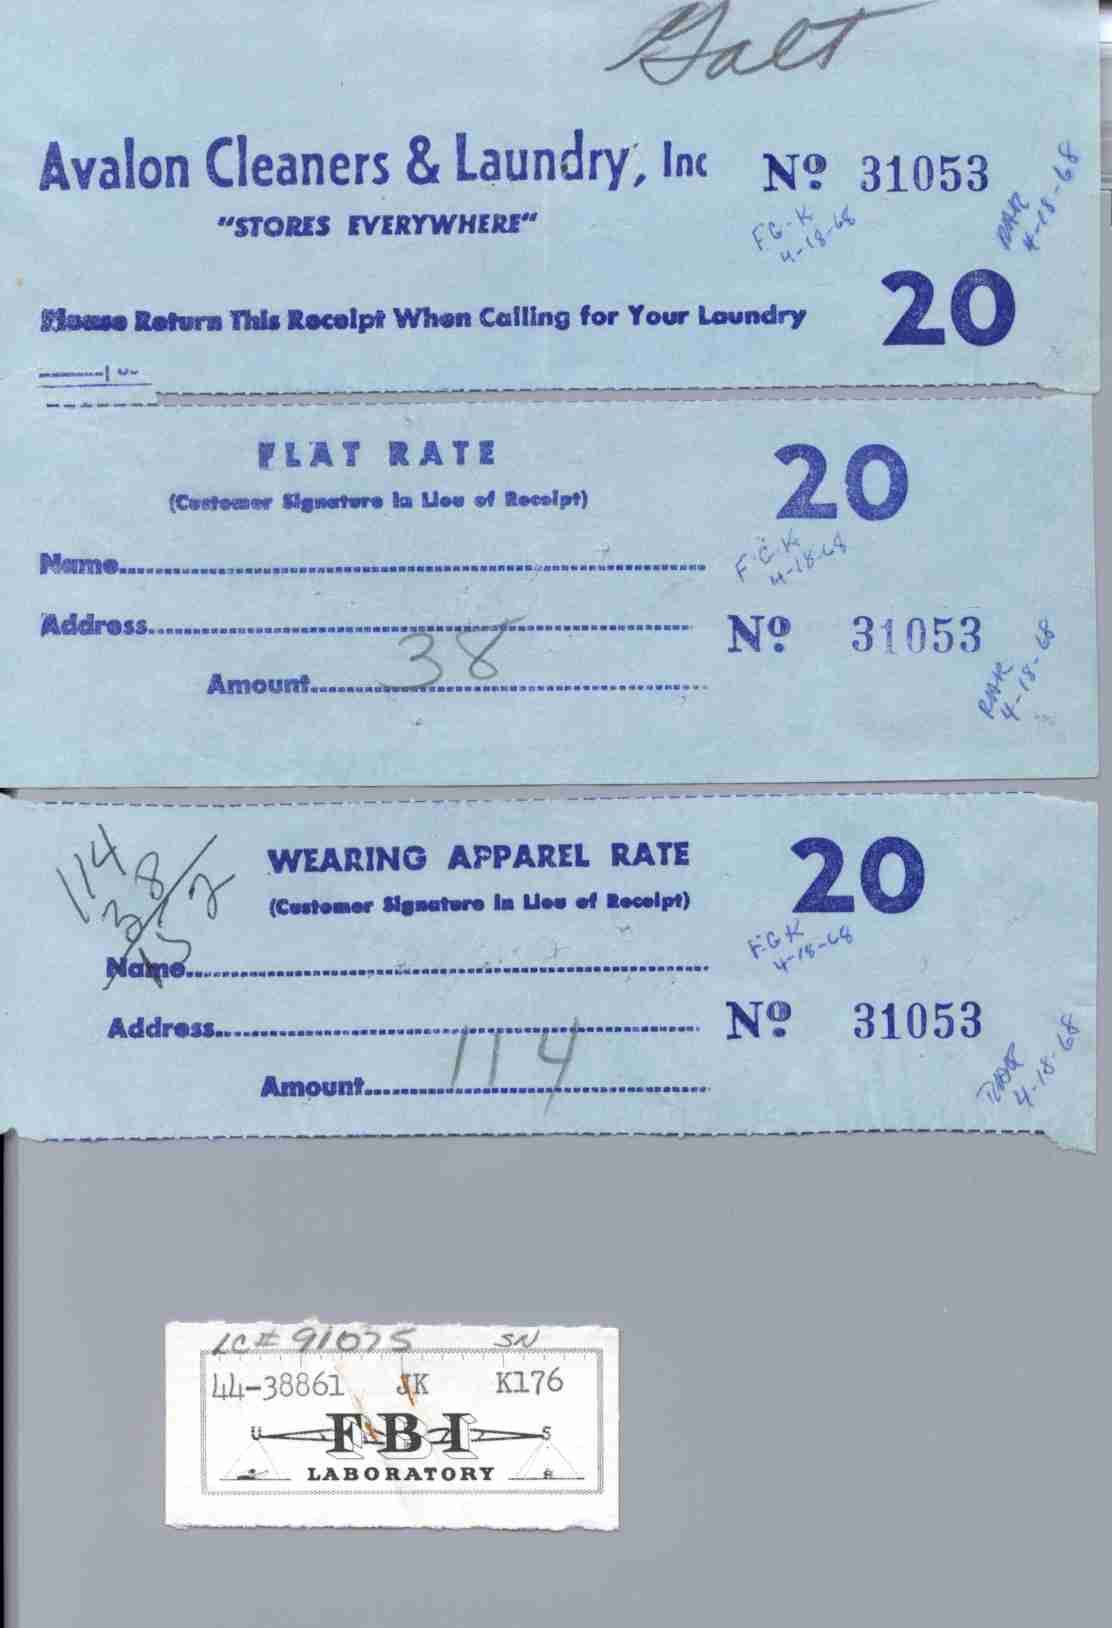 Galt
Avalon Cleaners & Laundry, Inc
Nº 31053
"STORES EVERYWHERE"
FGK
4-18-68
RAR
4-18-68
20
Please Return This Receipt When Calling for Your Laundry
FLAT RATE
20
(Customer Signature in Lieu of Receipt)
Name
FGK
4-18-68
Address
38
Nº 31053
Amount
RAR
4-18-68
114
38
152
WEARING APPAREL RATE
20
(Customer Signature in Lieu of Receipt)
FGK
4-18-68
Name
Address
Nº 31053
114
Amount
RAR
4-18-68
LC# 91075 SN
44-38861 JK K176
U FBI S
LABORATORY